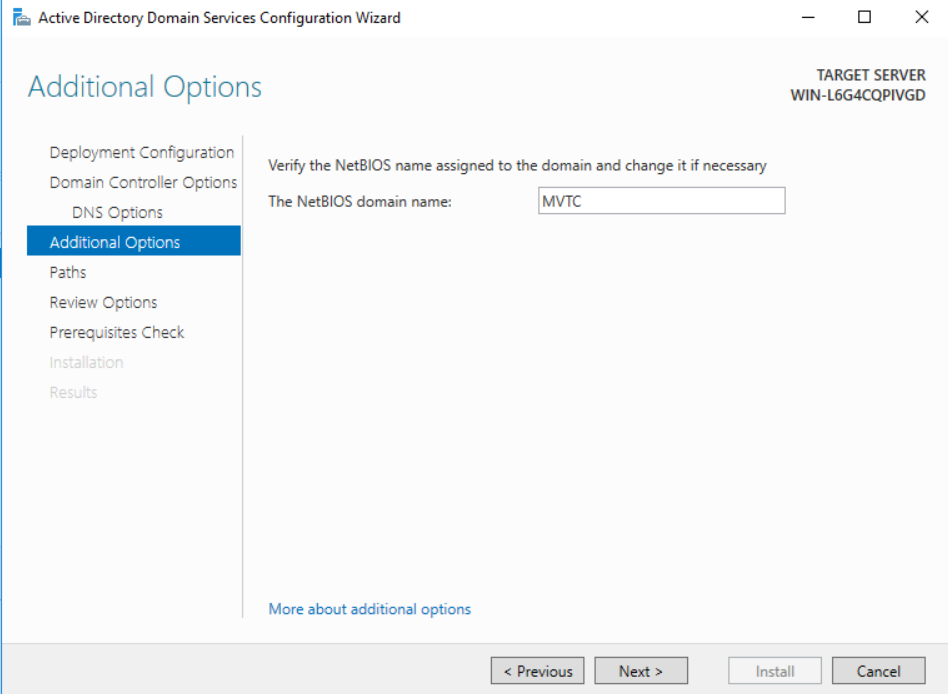 Active Directory Domain Services Configuration Wizard
Additional Options
TARGET SERVER
WIN-L6G4CQPIVGD
Deployment Configuration
Domain Controller Options
DNS Options
Additional Options
Paths
Review Options
Prerequisites Check
Installation
Results
Verify the NetBIOS name assigned to the domain and change it if necessary
The NetBIOS domain name: MVTC
More about additional options
< Previous Next > Install Cancel